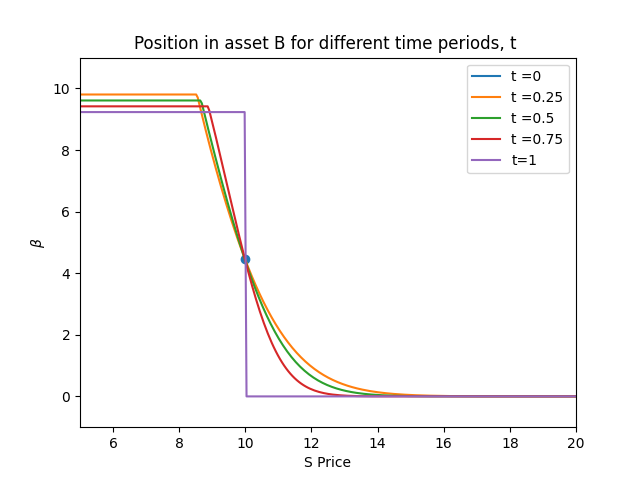 Position in asset B for different time periods, t
10
8
6
4
2
0
β
6
8
10
12
14
16
18
20
S Price
t =0
t =0.25
t =0.5
t =0.75
t=1